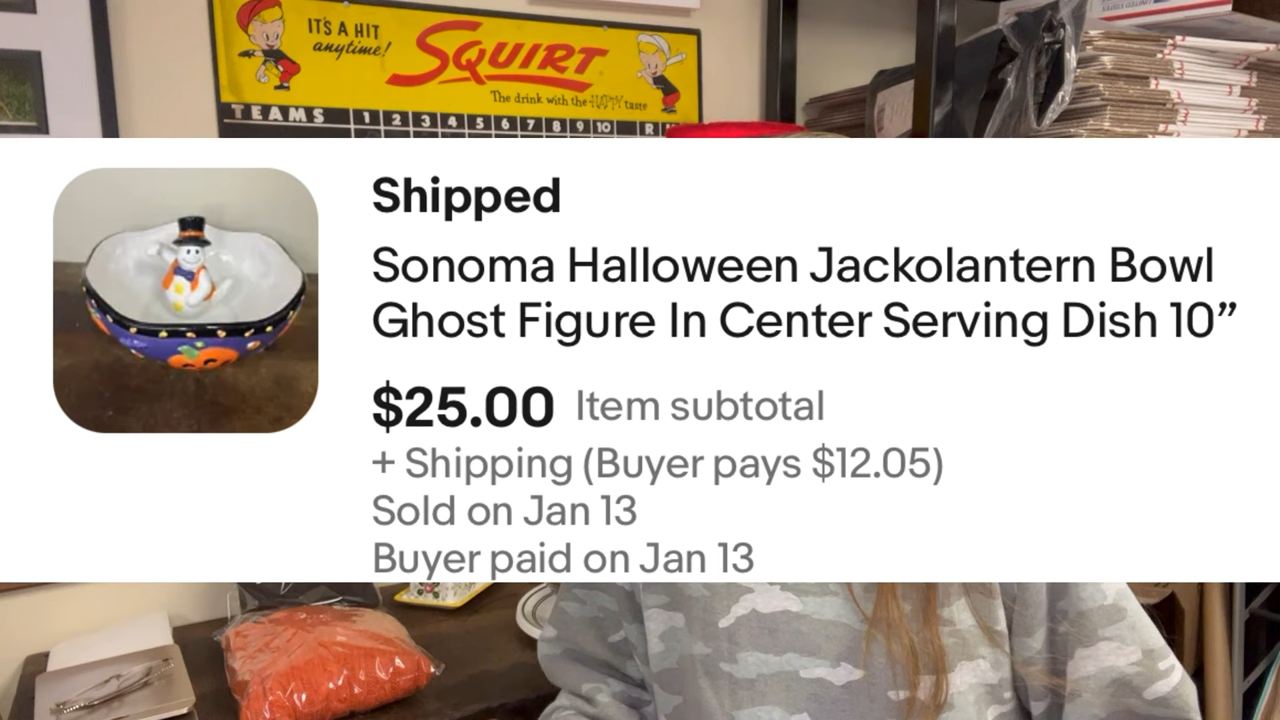 IT'S A HIT
anytime!
SQUIRT
The drink with the HAPPY taste
TEAMS 1 2 3 4 5 6 7 8 9 10 R
Shipped
Sonoma Halloween Jackolantern Bowl
Ghost Figure In Center Serving Dish 10”
$25.00 Item subtotal
+ Shipping (Buyer pays $12.05)
Sold on Jan 13
Buyer paid on Jan 13